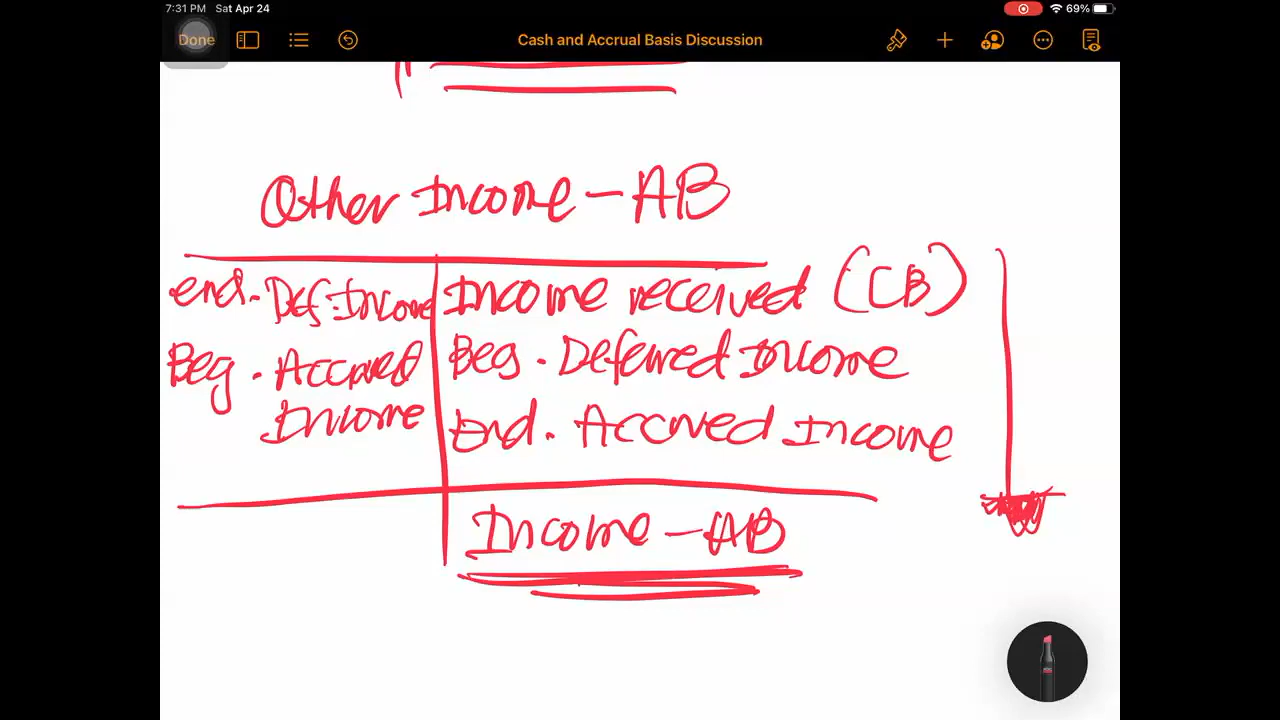 7:31 PM Sat Apr 24
69%
Done
Cash and Accrual Basis Discussion
Other Income - AB
end. Def. Income
Beg. Accrued
Income
Income received (CB)
Beg. Deferred Income
End. Accrued Income
Income - AB